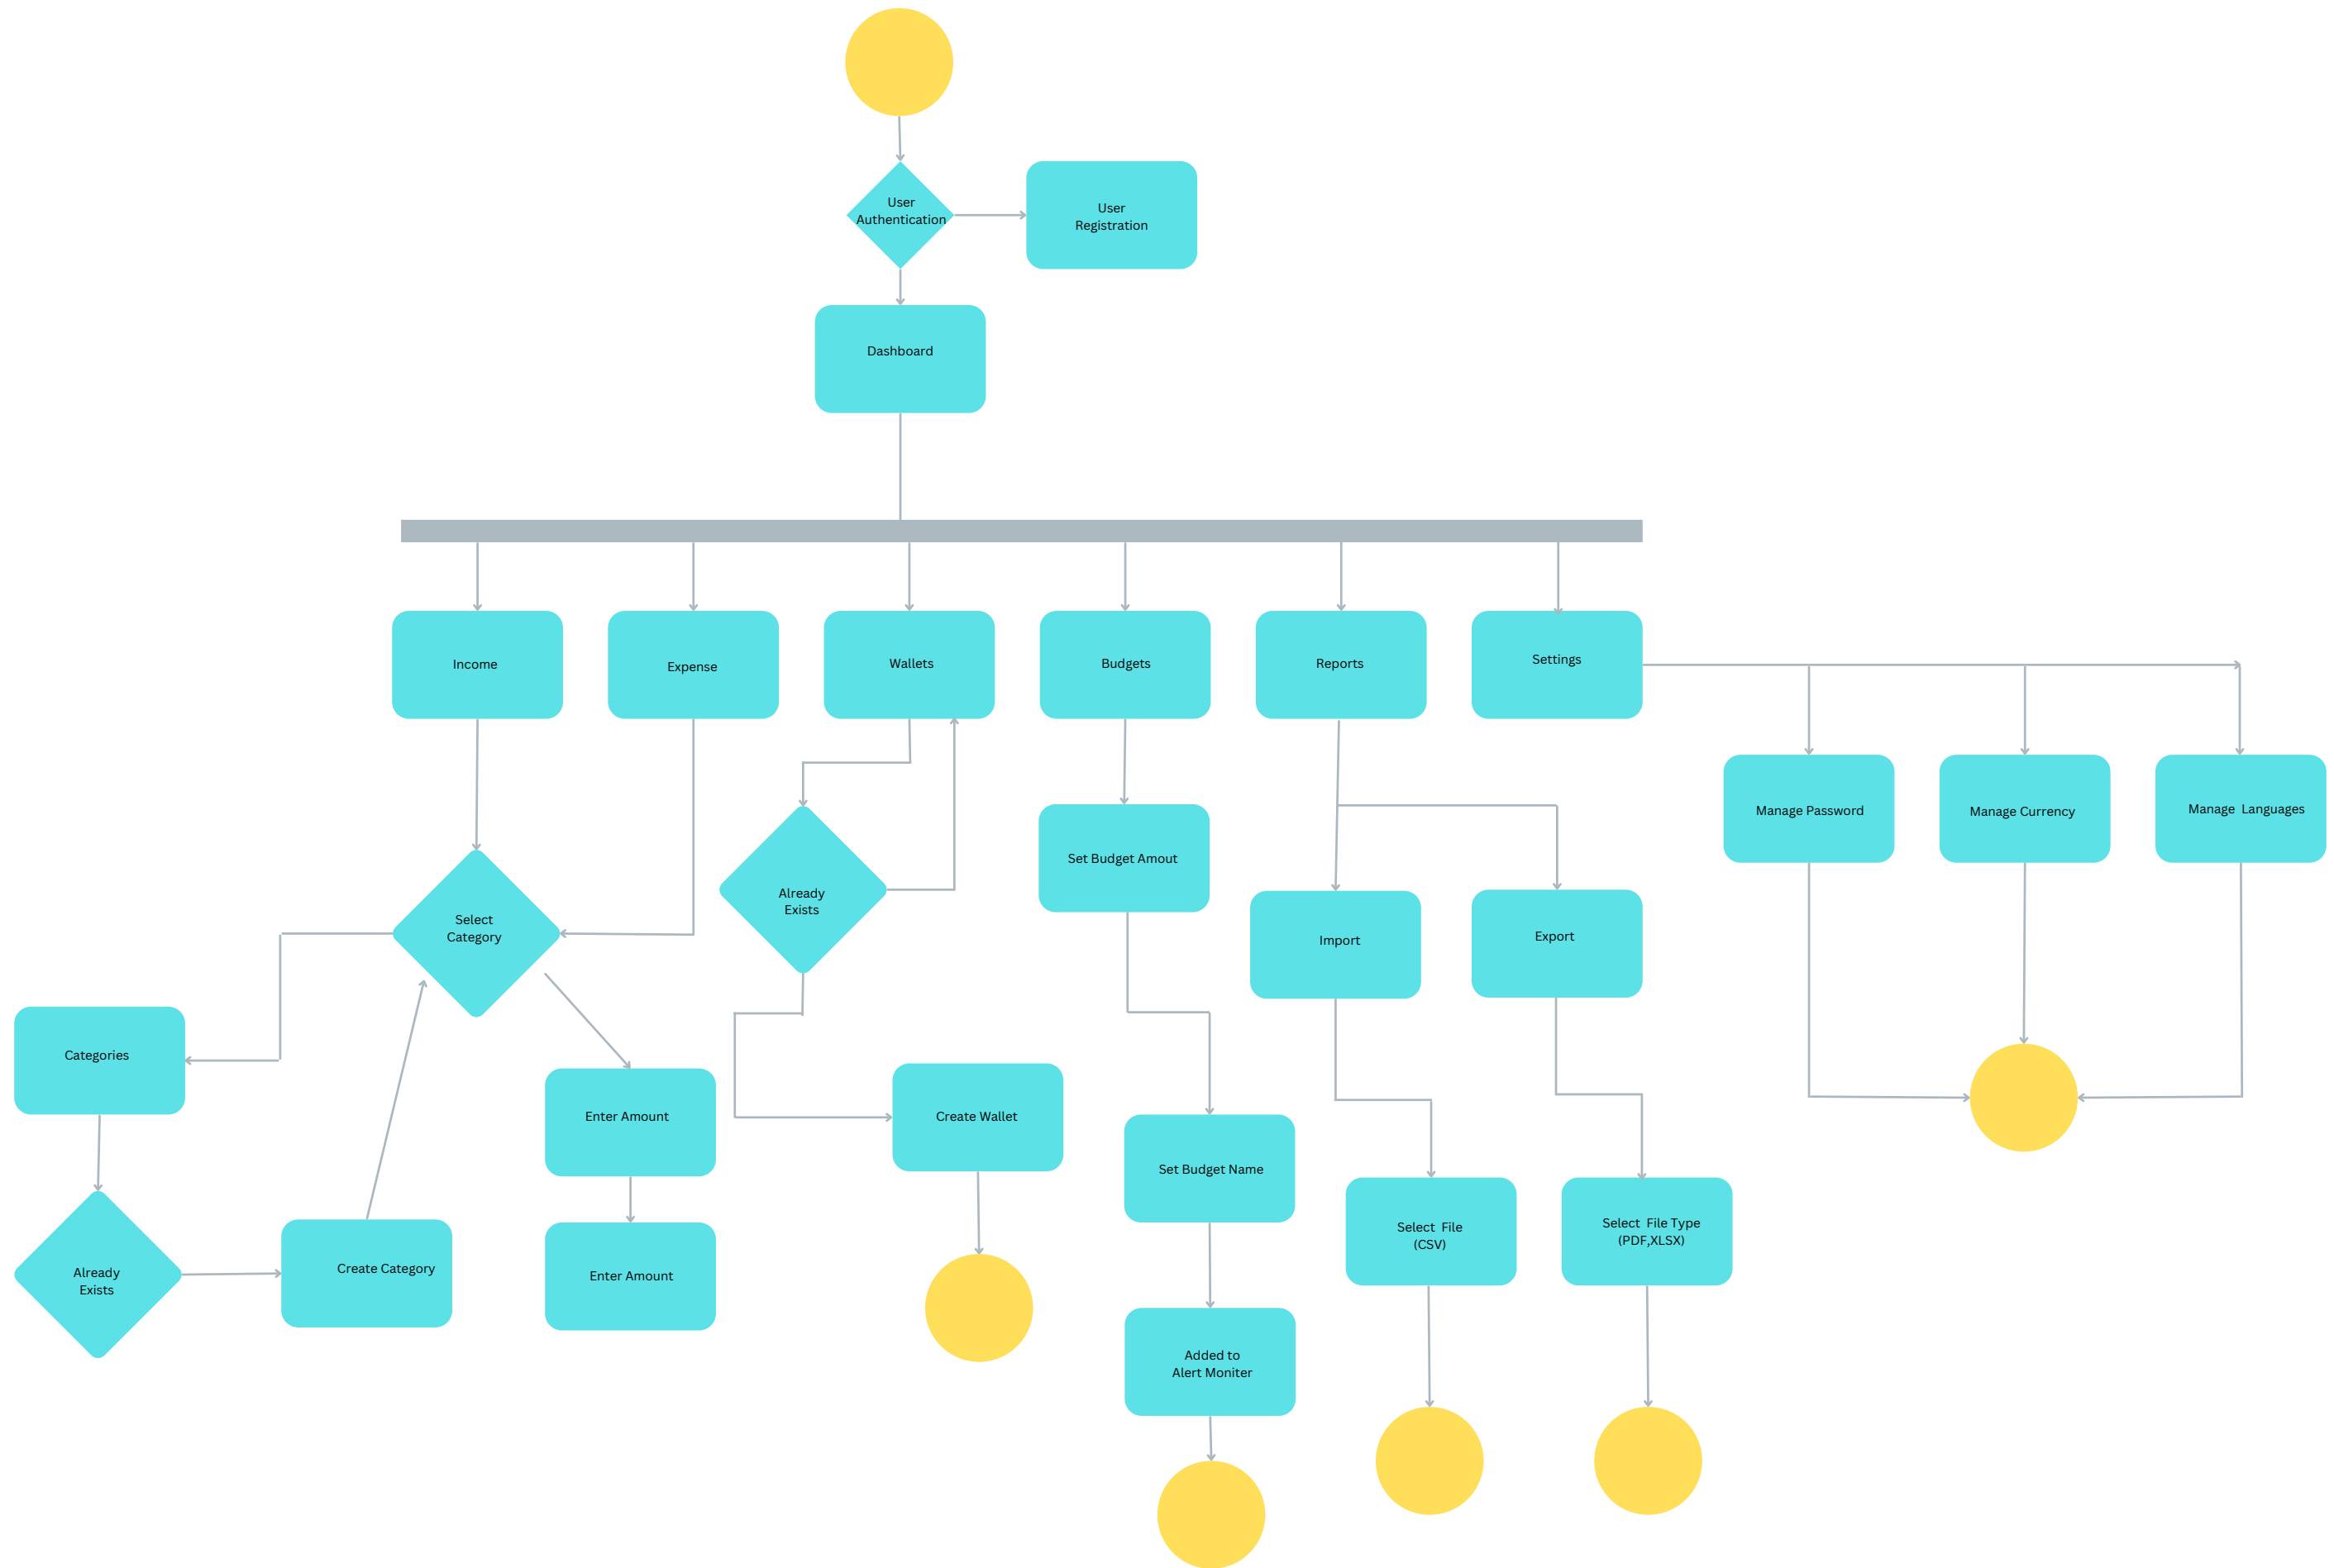 User
Authentication
User
Registration
Dashboard
Income
Expense
Wallets
Budgets
Reports
Settings
Manage Password
Manage Currency
Manage Languages
Set Budget Amout
Already
Exists
Select
Category
Import
Export
Categories
Enter Amount
Create Wallet
Set Budget Name
Select File
(CSV)
Select File Type
(PDF,XLSX)
Already
Exists
Create Category
Enter Amount
Added to
Alert Moniter